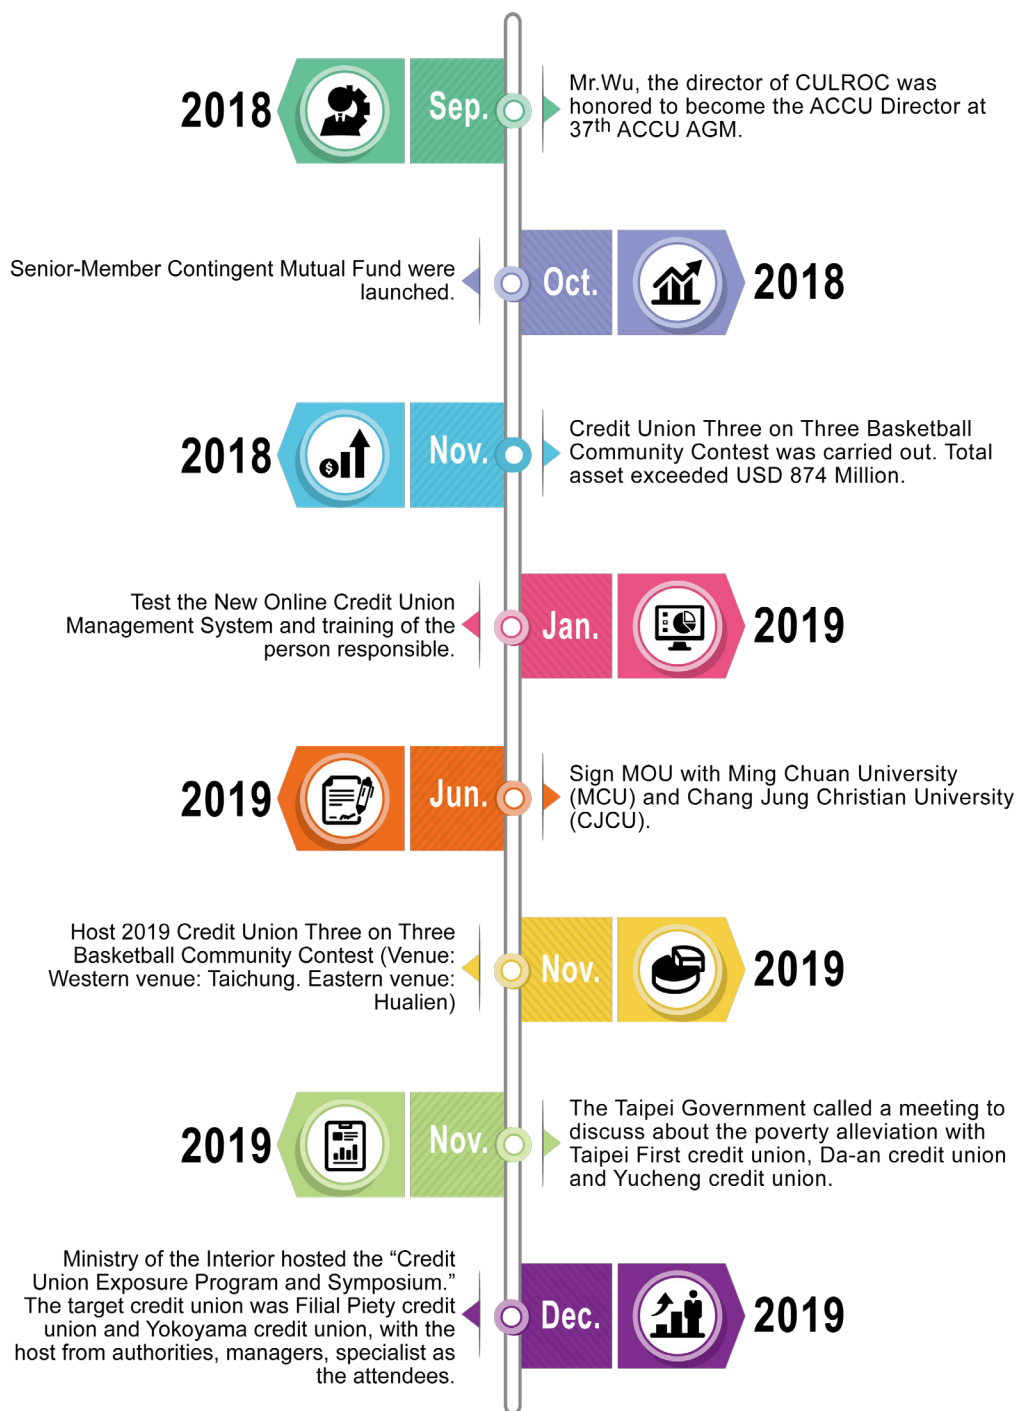 2018
Sep.
Mr.Wu, the director of CULROC was
honored to become the ACCU Director at
37th ACCU AGM.
Senior-Member Contingent Mutual Fund were
launched.
Oct.
2018
2018
$
Nov.
Credit Union Three on Three Basketball
Community Contest was carried out. Total
asset exceeded USD 874 Million.
Test the New Online Credit Union
Management System and training of the
person responsible.
Jan.
2019
2019
Jun.
Sign MOU with Ming Chuan University
(MCU) and Chang Jung Christian University
(CJCU).
Host 2019 Credit Union Three on Three
Basketball Community Contest (Venue:
Western venue: Taichung. Eastern venue:
Hualien)
Nov.
2019
2019
Nov.
The Taipei Government called a meeting to
discuss about the poverty alleviation with
Taipei First credit union, Da-an credit union
and Yucheng credit union.
Ministry of the Interior hosted the “Credit
Union Exposure Program and Symposium.”
The target credit union was Filial Piety credit
union and Yokoyama credit union, with the
host from authorities, managers, specialist as
the attendees.
Dec.
2019